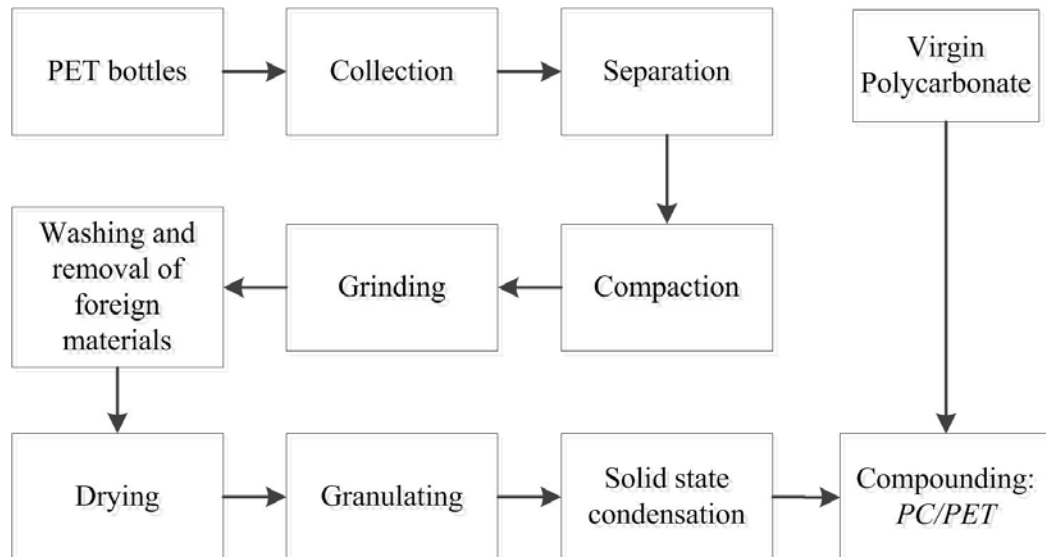 PET bottles
Collection
Separation
Virgin
Polycarbonate
Washing and
removal of
foreign
materials
Grinding
Compaction
Drying
Granulating
Solid state
condensation
Compounding:
PC/PET